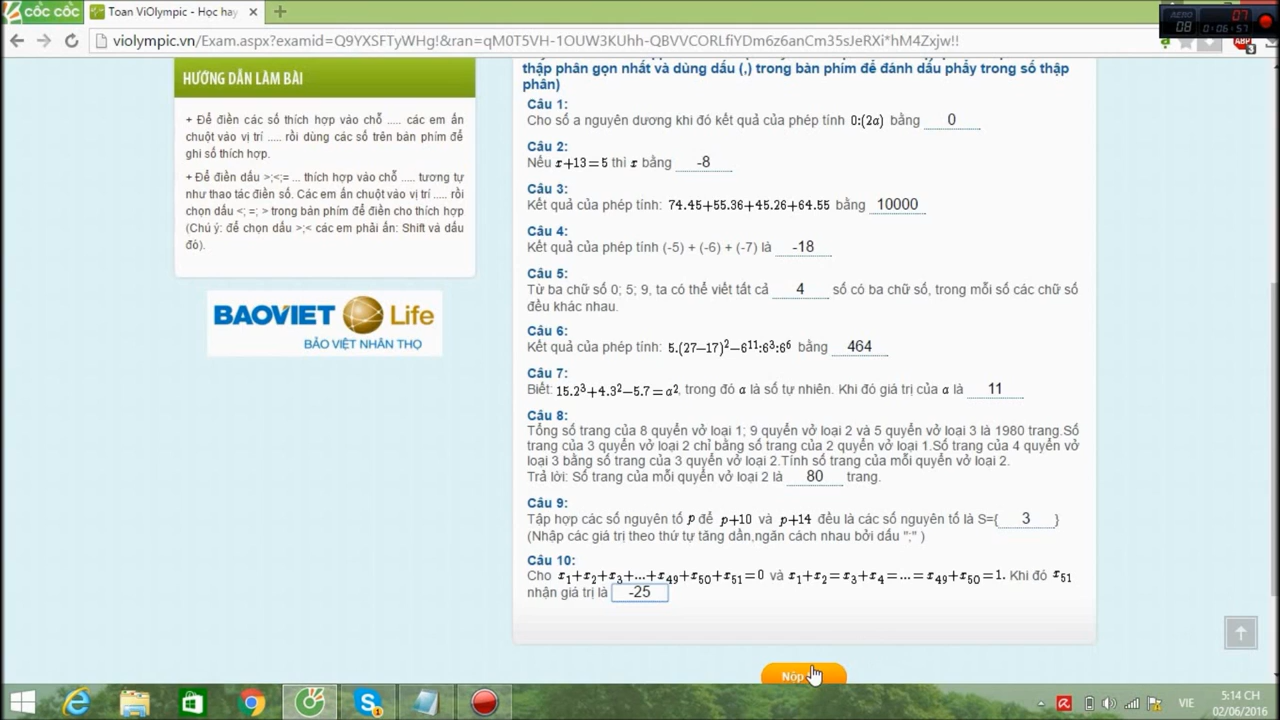 cốc cốc
Toan ViOlympic - Học hay
violympic.vn/Exam.aspx?examid=
AERO
08
07
0:06:57
ABP
3
HƯỚNG DẪN LÀM BÀI
+ Để điền các số thích hợp vào chỗ ..... các em ấn
chuột vào vị trí ..... rồi dùng các số trên bàn phím để
ghi số thích hợp.
+ Để điền dấu >;<;= ... thích hợp vào chỗ ..... tương tự
như thao tác điền số. Các em ấn chuột vào vị trí .... rồi
chọn dấu <; =; > trong bàn phím để điền cho thích hợp
(Chú ý: để chọn dấu >;< các em phải ấn: Shift và dấu
đó).
BAOVIET Life
BẢO VIỆT NHÂN THỌ
thập phân gọn nhất và dùng dấu (,) trong bàn phím để đánh dấu phẩy trong số thập
phân)
Câu 1:
Cho số a nguyên dương khi đó kết quả của phép tính 0:(2a) bằng 0
Câu 2:
Nếu x+13=5 thì x bằng -8
Câu 3:
Kết quả của phép tính: 74.45+55.36+45.26+64.55 bằng 10000
Câu 4:
Kết quả của phép tính (-5) + (-6) + (-7) là -18
Câu 5:
Từ ba chữ số 0; 5; 9, ta có thể viết tất cả 4 số có ba chữ số, trong mỗi số các chữ số
đều khác nhau.
Câu 6:
Kết quả của phép tính: 5.(27−17)²−6¹¹:6³:6⁶ bằng 464
Câu 7:
Biết: 15.2³+4.3²−5.7=a², trong đó a là số tự nhiên. Khi đó giá trị của a là 11
Câu 8:
Tổng số trang của 8 quyển vở loại 1; 9 quyển vở loại 2 và 5 quyển vở loại 3 là 1980 trang.Số
trang của 3 quyển vở loại 2 chỉ bằng số trang của 2 quyển vở loại 1.Số trang của 4 quyển vở
loại 3 bằng số trang của 3 quyển vở loại 2.Tính số trang của mỗi quyển vở loại 2.
Trả lời: Số trang của mỗi quyển vở loại 2 là 80 trang.
Câu 9:
Tập hợp các số nguyên tố p để p+10 và p+14 đều là các số nguyên tố là S={ 3 }
(Nhập các giá trị theo thứ tự tăng dần,ngăn cách nhau bởi dấu ";" )
Câu 10:
Cho x₁+x₂+x₃+...+x₄₉+x₅₀+x₅₁=0 và x₁+x₂=x₃+x₄=...=x₄₉+x₅₀=1. Khi đó x₅₁
nhận giá trị là -25
Nộp
VIE
5:14 CH
02/06/2016